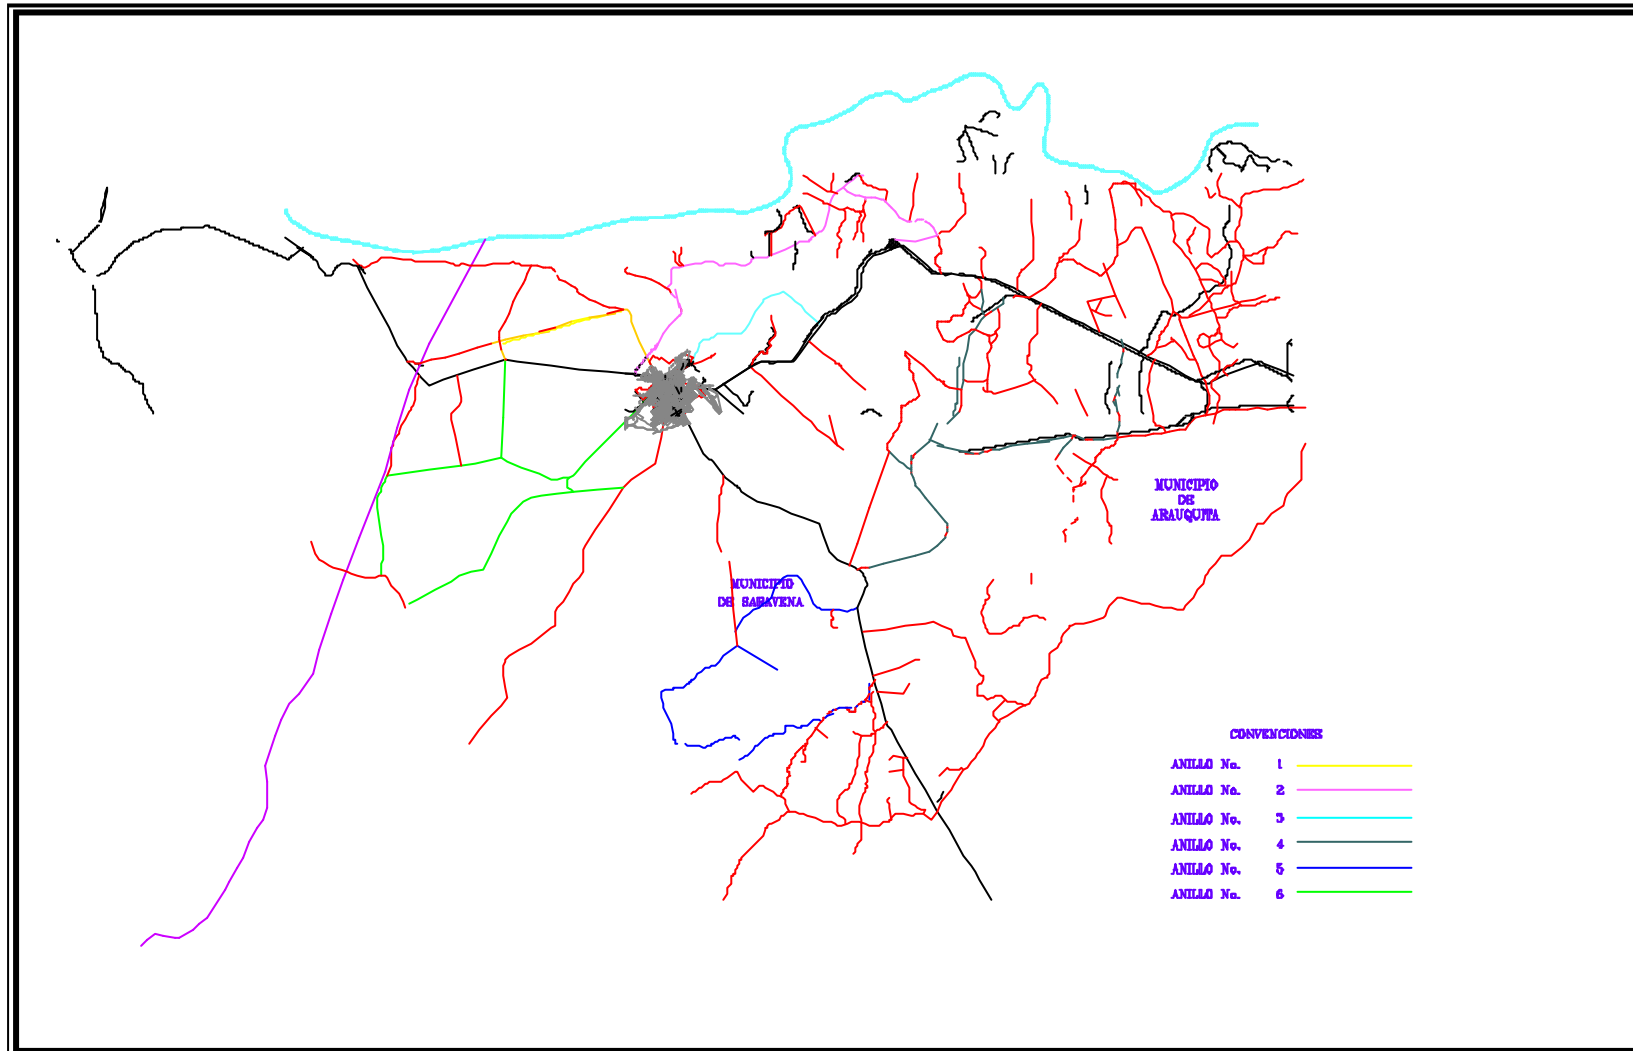 MUNICIPIO
DE
ARAUQUITA
MUNICIPIO
DE SARAVENA
CONVENCIONES
ANILLO No. 1
ANILLO No. 2
ANILLO No. 3
ANILLO No. 4
ANILLO No. 5
ANILLO No. 6